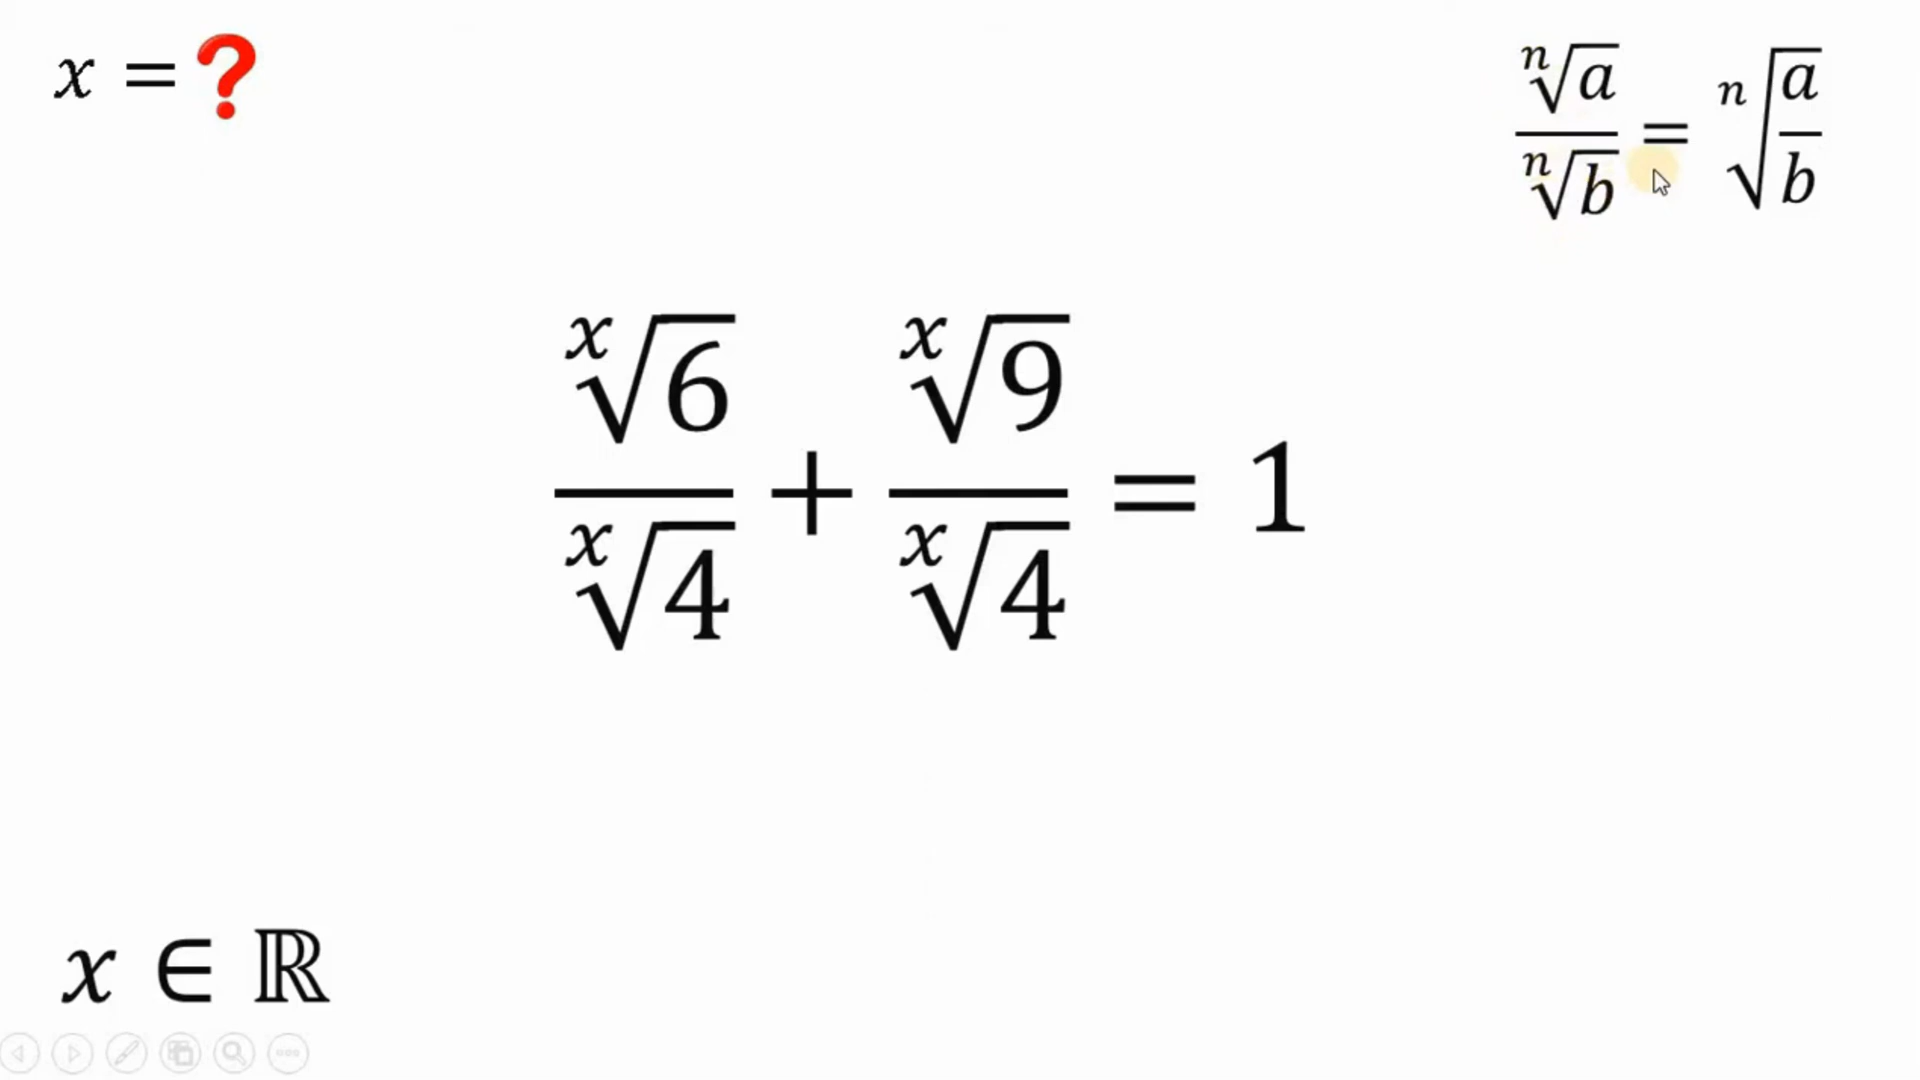 x = ?
ⁿ√a / ⁿ√b = ⁿ√(a/b)
ˣ√6 / ˣ√4 + ˣ√9 / ˣ√4 = 1
x ∈ ℝ